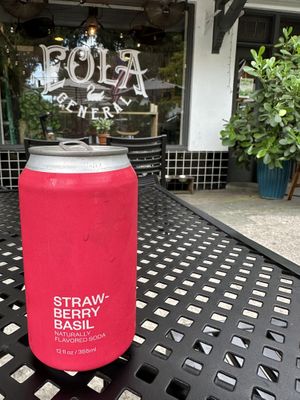 EOLA
GENERAL
STRAW-
BERRY
BASIL
NATURALLY
FLAVORED SODA
12 fl oz / 355ml